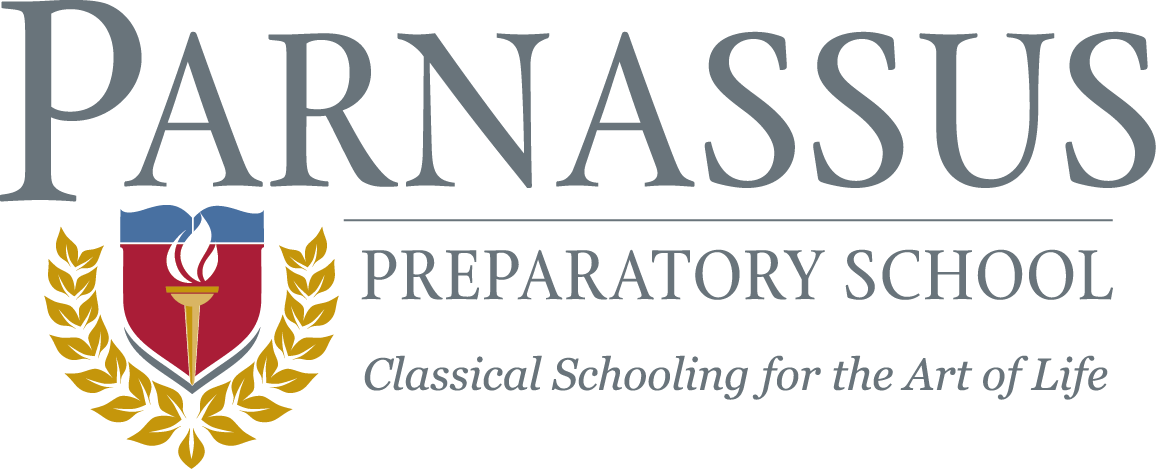 PARNASSUS
PREPARATORY SCHOOL
Classical Schooling for the Art of Life